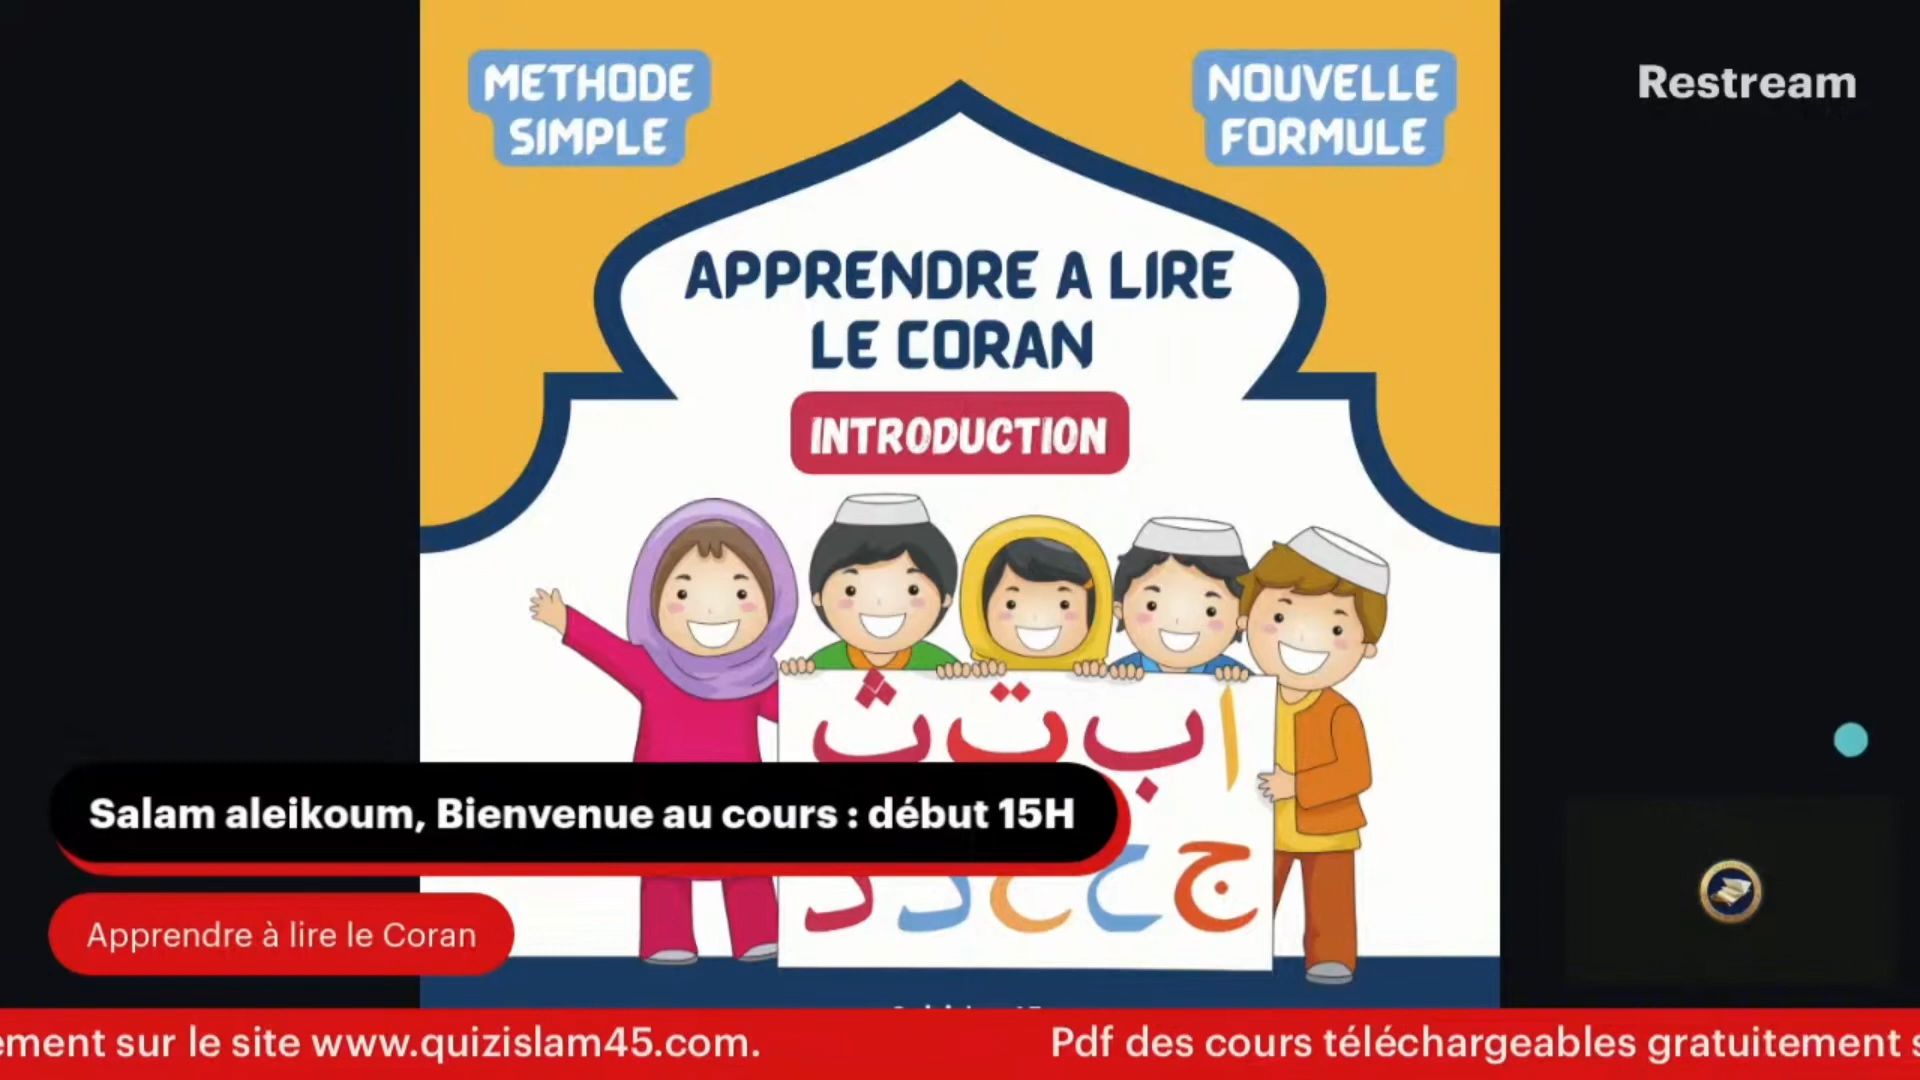 METHODE
SIMPLE
NOUVELLE
FORMULE
Restream
APPRENDRE A LIRE
LE CORAN
INTRODUCTION
ا ب ت ث
Salam aleikoum, Bienvenue au cours : début 15H
Apprendre à lire le Coran
ement sur le site www.quizislam45.com.
Pdf des cours téléchargeables gratuitement s